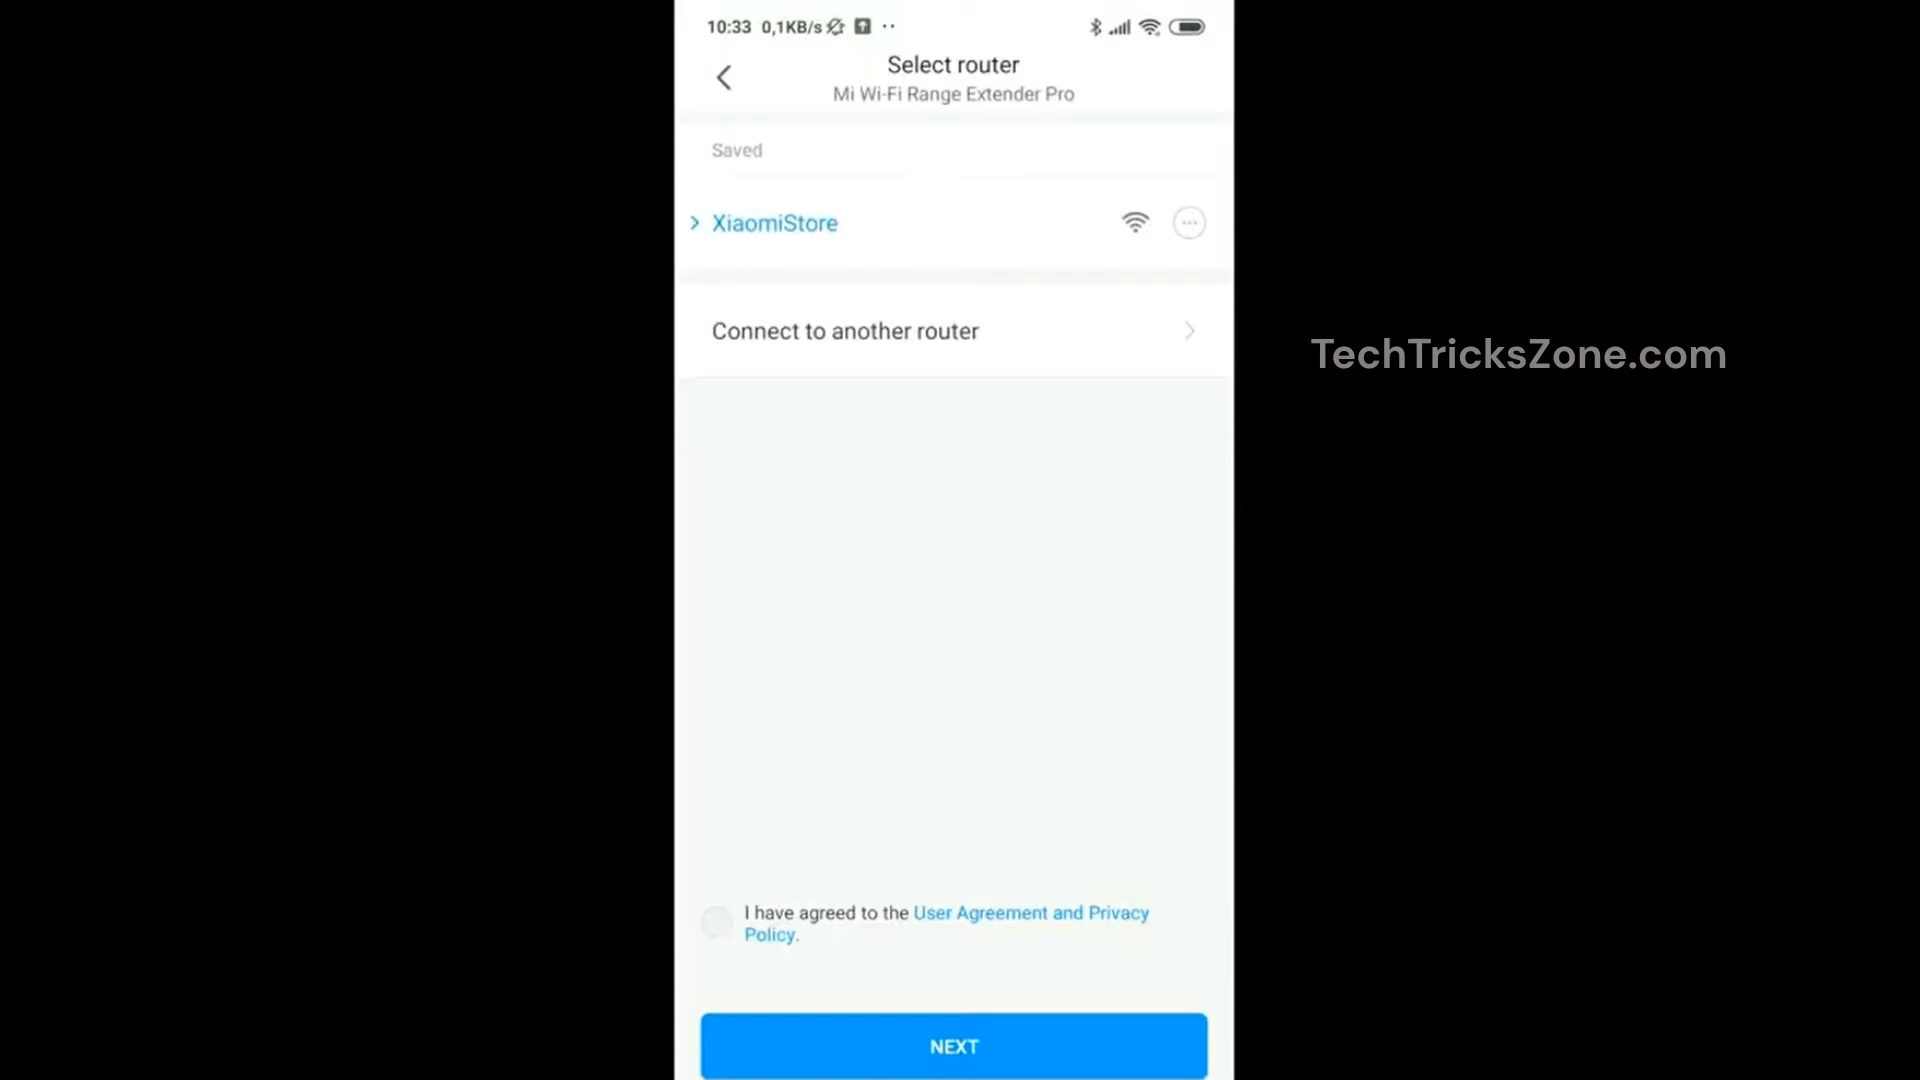 10:33 0,1KB/s
Select router
Mi Wi-Fi Range Extender Pro
Saved
XiaomiStore
Connect to another router
TechTricksZone.com
I have agreed to the User Agreement and Privacy
Policy.
NEXT